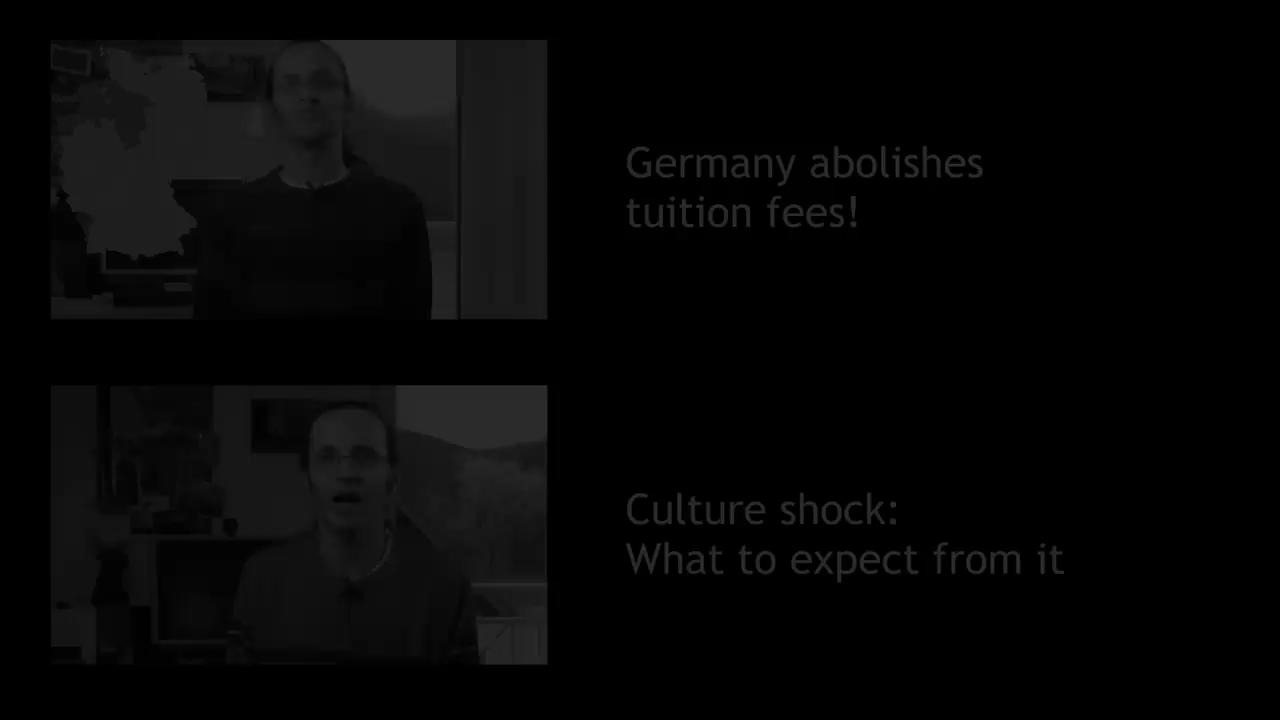 Germany abolishes
tuition fees!
Culture shock:
What to expect from it